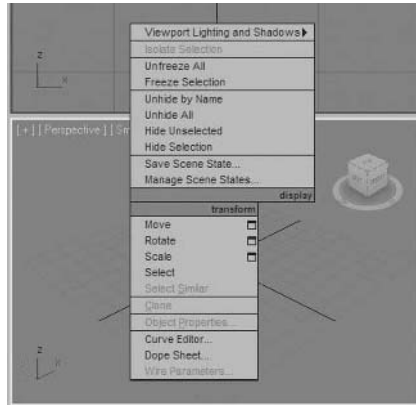 Viewport Lighting and Shadows
Isolate Selection
Unfreeze All
Freeze Selection
Unhide by Name
Unhide All
Hide Unselected
Hide Selection
Save Scene State...
Manage Scene States...
display
transform
Move
Rotate
Scale
Select
Select Similar
Clone
Object Properties...
Curve Editor...
Dope Sheet...
Wire Parameters...
[ + ] [ Perspective ] [ Sm
z
x
z
x